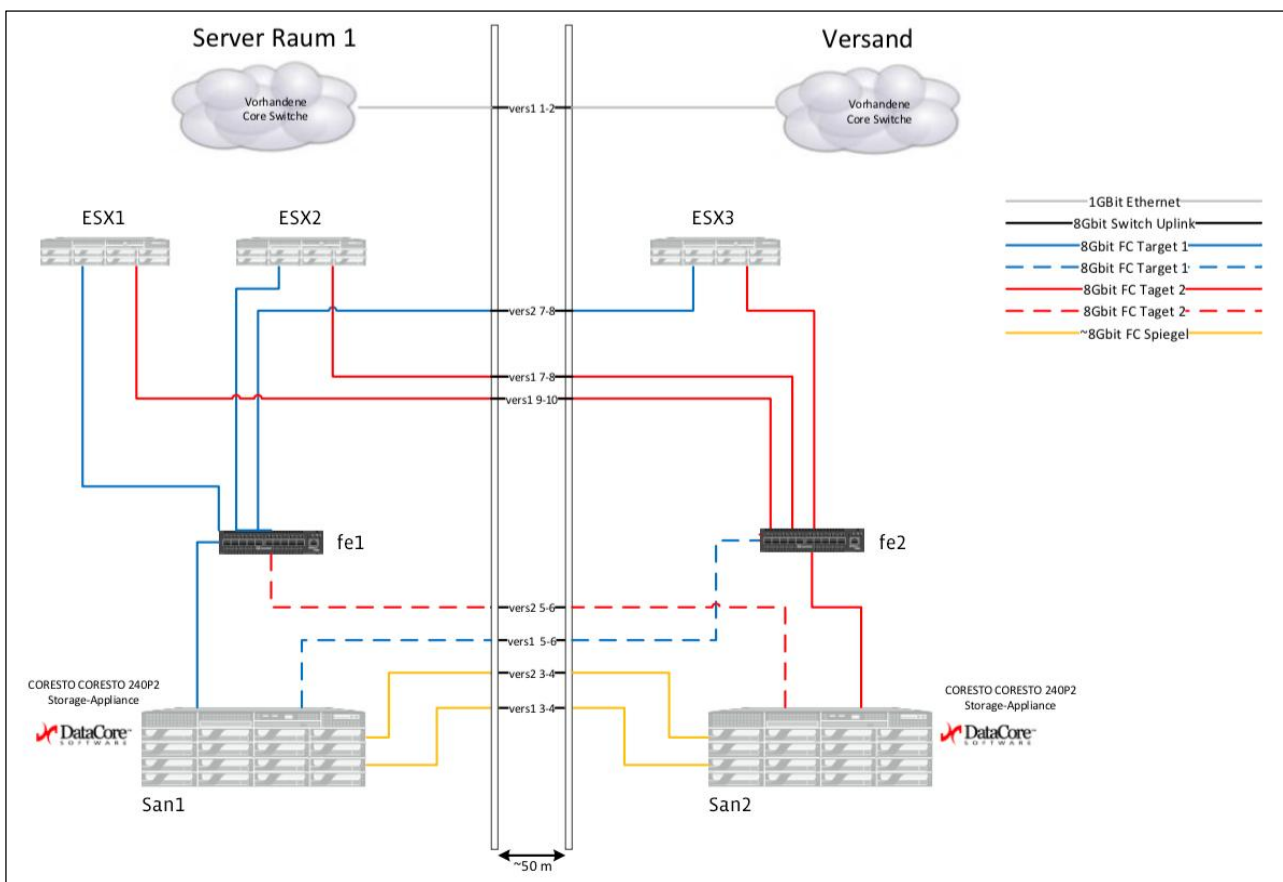 Server Raum 1
Versand
Vorhandene
Core Switche
vers1 1-2
Vorhandene
Core Switche
ESX1
ESX2
ESX3
1GBit Ethernet
8Gbit Switch Uplink
8Gbit FC Target 1
8Gbit FC Target 1
8Gbit FC Taget 2
8Gbit FC Taget 2
~8Gbit FC Spiegel
vers2 7-8
vers1 7-8
vers1 9-10
fe1
fe2
vers2 5-6
vers1 5-6
vers2 3-4
vers1 3-4
CORESTO CORESTO 240P2
Storage-Appliance
DataCore™
SOFTWARE
San1
CORESTO CORESTO 240P2
Storage-Appliance
DataCore™
SOFTWARE
San2
~50 m